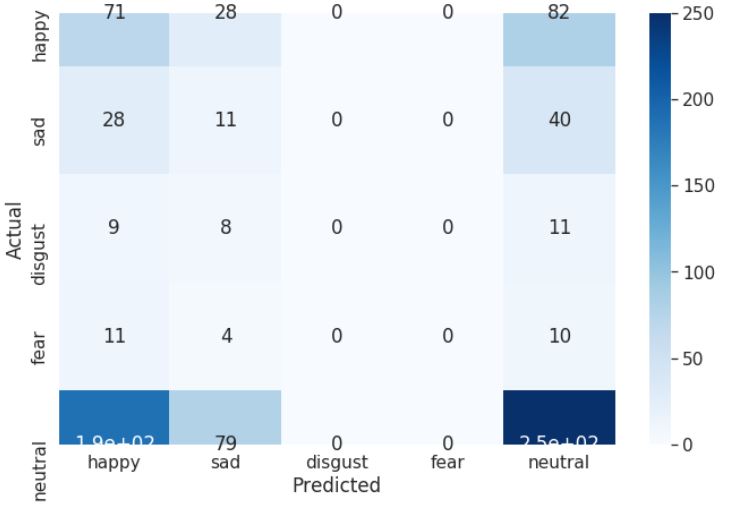 happy 71 28 0 0 82
sad 28 11 0 0 40
disgust 9 8 0 0 11
fear 11 4 0 0 10
neutral 1.9e+02 79 0 0 2.5e+02
happy sad disgust fear neutral
Predicted
Actual
250
200
150
100
50
0